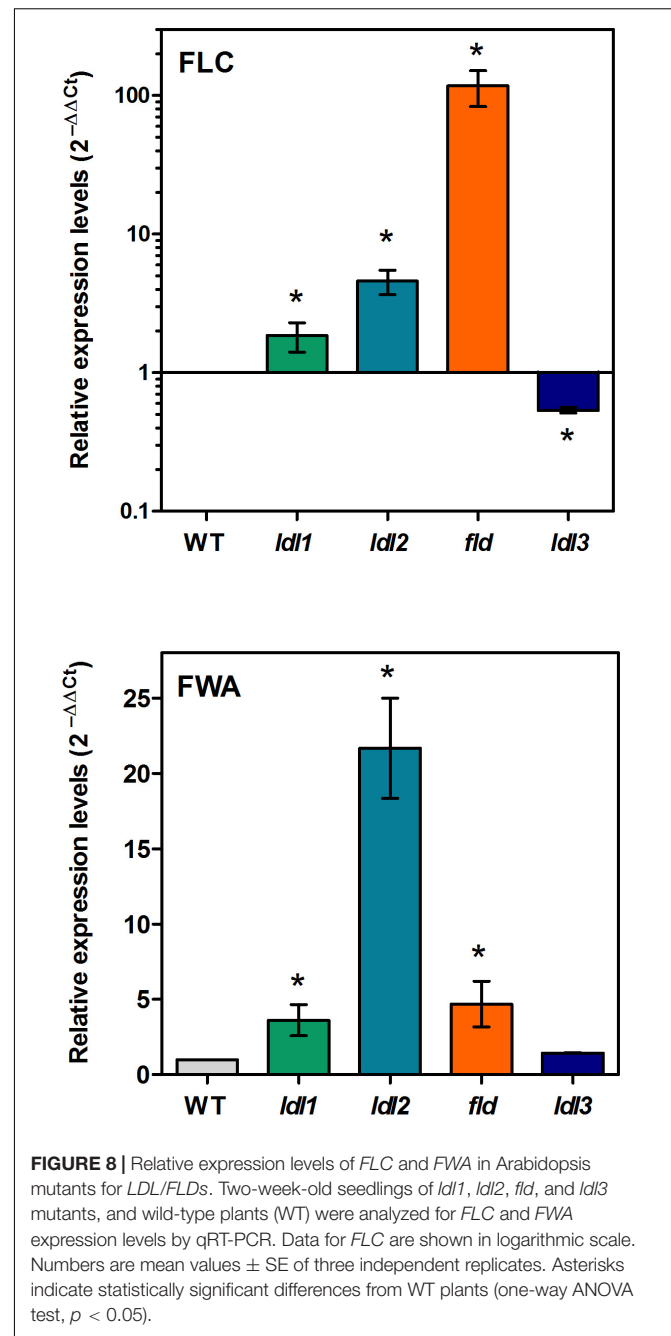 FLC
Relative expression levels (2^−ΔΔCt)
100
10
1
0.1
WT ldl1 ldl2 fld ldl3
* * * *
FWA
Relative expression levels (2^−ΔΔCt)
25
20
15
10
5
0
WT ldl1 ldl2 fld ldl3
* * *
FIGURE 8 | Relative expression levels of FLC and FWA in Arabidopsis
mutants for LDL/FLDs. Two-week-old seedlings of ldl1, ldl2, fld, and ldl3
mutants, and wild-type plants (WT) were analyzed for FLC and FWA
expression levels by qRT-PCR. Data for FLC are shown in logarithmic scale.
Numbers are mean values ± SE of three independent replicates. Asterisks
indicate statistically significant differences from WT plants (one-way ANOVA
test, p < 0.05).